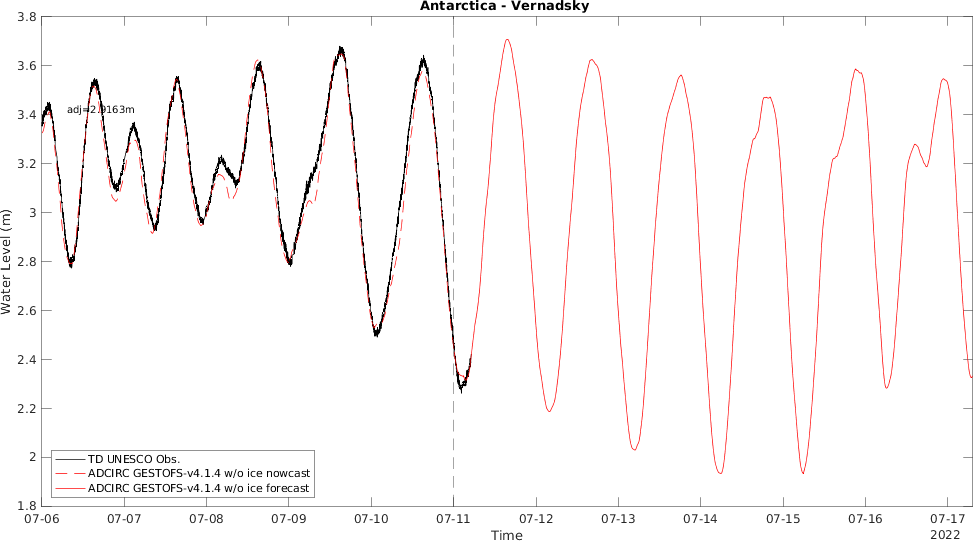 Antarctica - Vernadsky
3.8
3.6
3.4
3.2
3
2.8
2.6
2.4
2.2
2
1.8
Water Level (m)
adj=2.9163m
TD UNESCO Obs.
ADCIRC GESTOFS-v4.1.4 w/o ice nowcast
ADCIRC GESTOFS-v4.1.4 w/o ice forecast
07-06 07-07 07-08 07-09 07-10 07-11 07-12 07-13 07-14 07-15 07-16 07-17
Time
2022